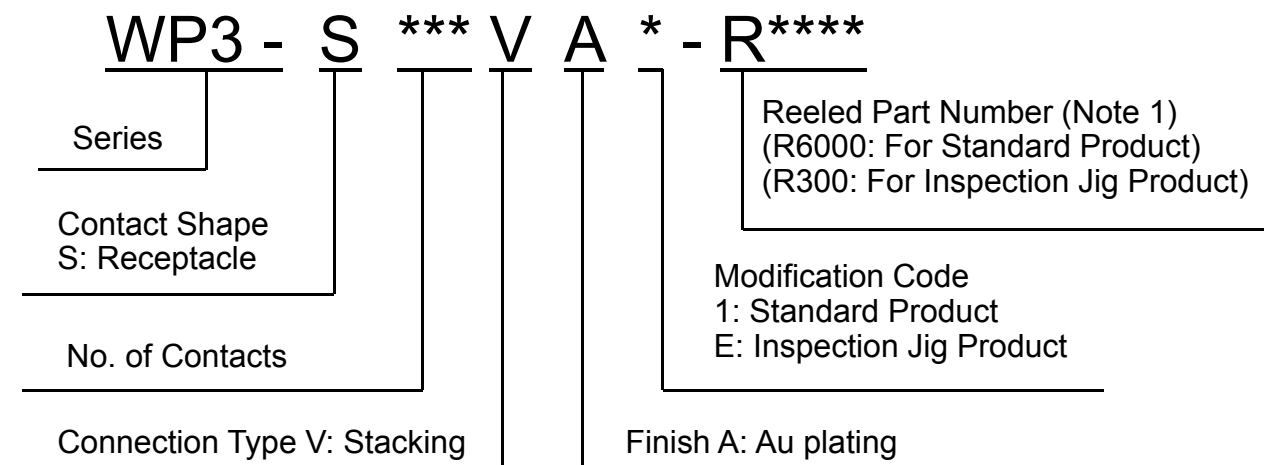 WP3 - S *** V A * - R****
Series
Reeled Part Number (Note 1)
(R6000: For Standard Product)
(R300: For Inspection Jig Product)
Contact Shape
S: Receptacle
Modification Code
1: Standard Product
E: Inspection Jig Product
No. of Contacts
Connection Type V: Stacking
Finish A: Au plating